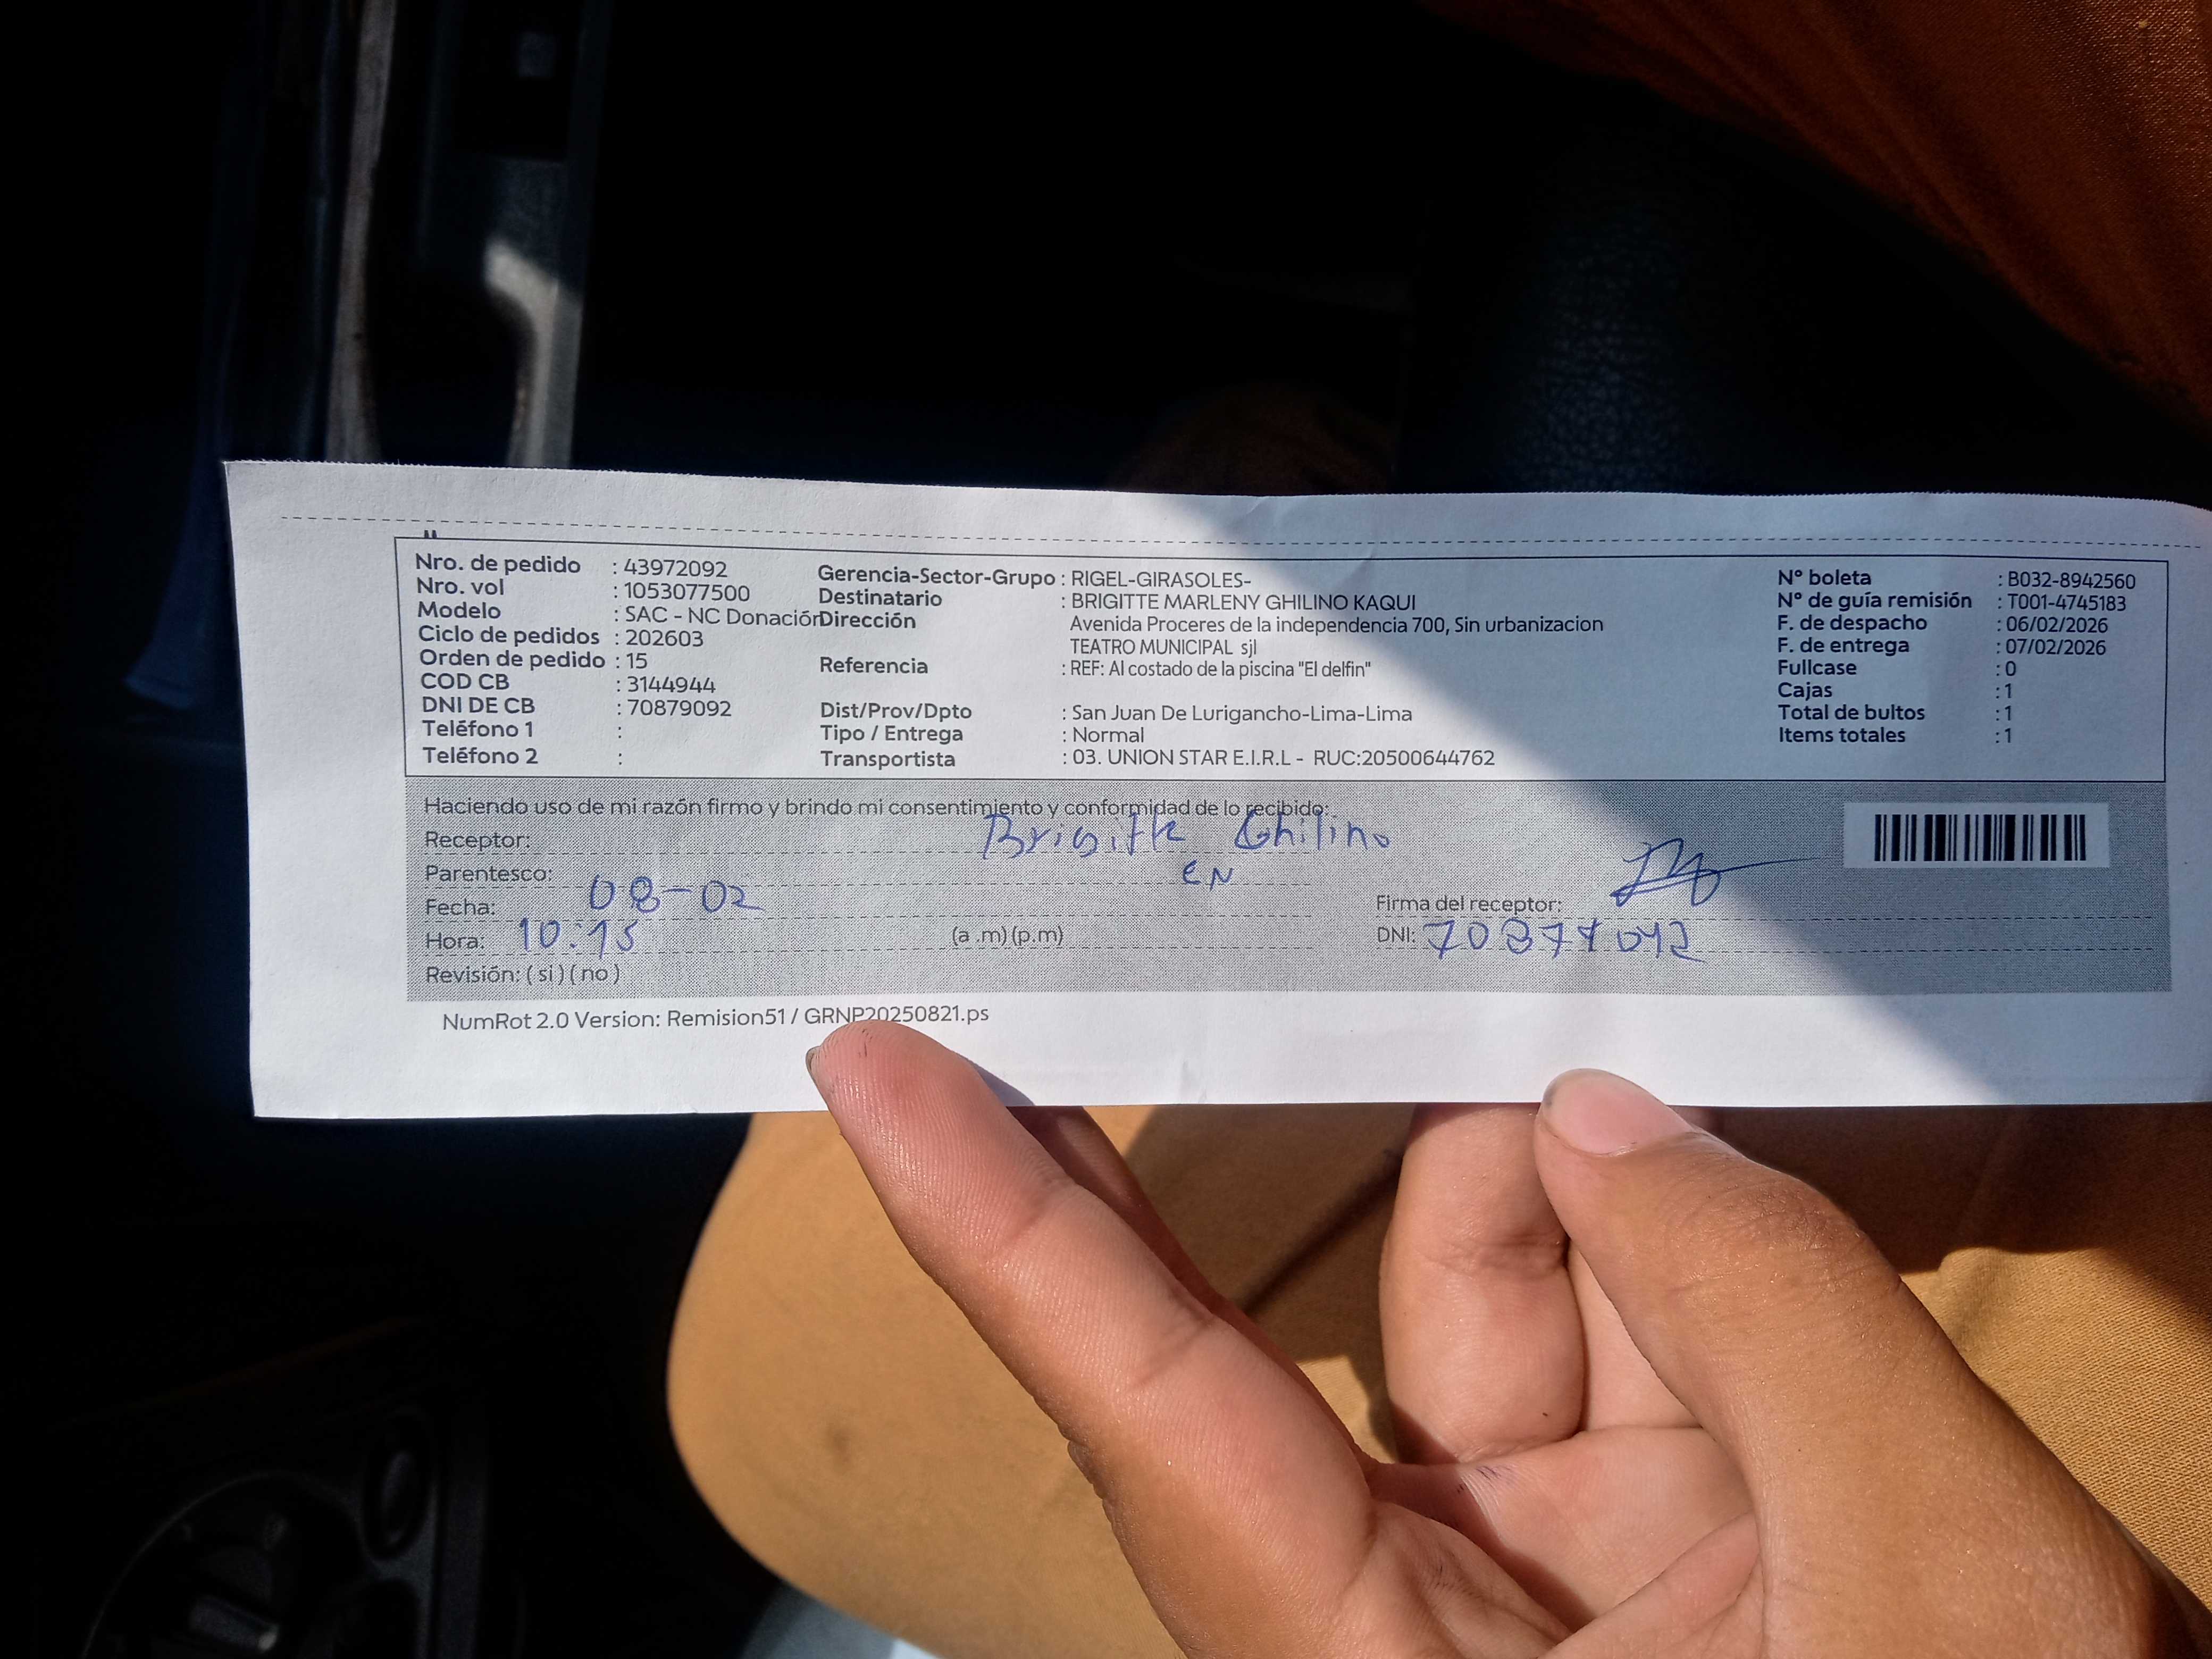 Nro. de pedido : 43972092
Nro. vol : 1053077500
Modelo : SAC - NC Donación
Ciclo de pedidos : 202603
Orden de pedido : 15
COD CB : 3144944
DNI DE CB : 70879092
Teléfono 1 :
Teléfono 2 :
Gerencia-Sector-Grupo : RIGEL-GIRASOLES-
Destinatario : BRIGITTE MARLENY GHILINO KAQUI
Dirección Avenida Proceres de la independencia 700, Sin urbanizacion
TEATRO MUNICIPAL sjl
Referencia : REF: Al costado de la piscina "El delfin"
Dist/Prov/Dpto : San Juan De Lurigancho-Lima-Lima
Tipo / Entrega : Normal
Transportista : 03. UNION STAR E.I.R.L - RUC:20500644762
N° boleta : B032-8942560
N° de guía remisión : T001-4745183
F. de despacho : 06/02/2026
F. de entrega : 07/02/2026
Fullcase : 0
Cajas : 1
Total de bultos : 1
Items totales : 1
Haciendo uso de mi razón firmo y brindo mi consentimiento y conformidad de lo recibido:
Receptor: Brigitte Ghilino
Parentesco: EN
Fecha: 08-02
Hora: 10:15 (a .m) (p.m)
Revisión: ( si ) ( no )
Firma del receptor:
DNI:
NumRot 2.0 Version: Remision51 / GRNP20250821.ps